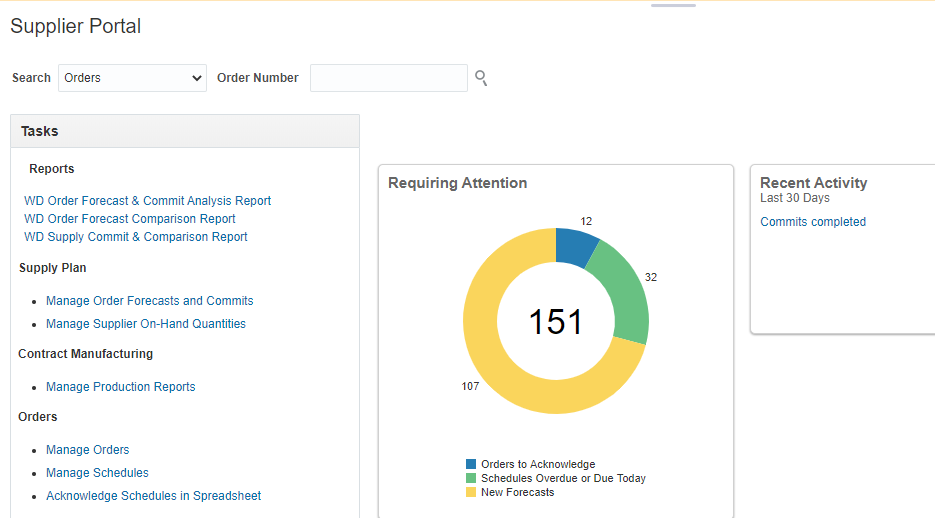 Supplier Portal
Search Orders Order Number
Tasks
Reports
WD Order Forecast & Commit Analysis Report
WD Order Forecast Comparison Report
WD Supply Commit & Comparison Report
Supply Plan
Manage Order Forecasts and Commits
Manage Supplier On-Hand Quantities
Contract Manufacturing
Manage Production Reports
Orders
Manage Orders
Manage Schedules
Acknowledge Schedules in Spreadsheet
Requiring Attention
12
32
151
107
Orders to Acknowledge
Schedules Overdue or Due Today
New Forecasts
Recent Activity
Last 30 Days
Commits completed